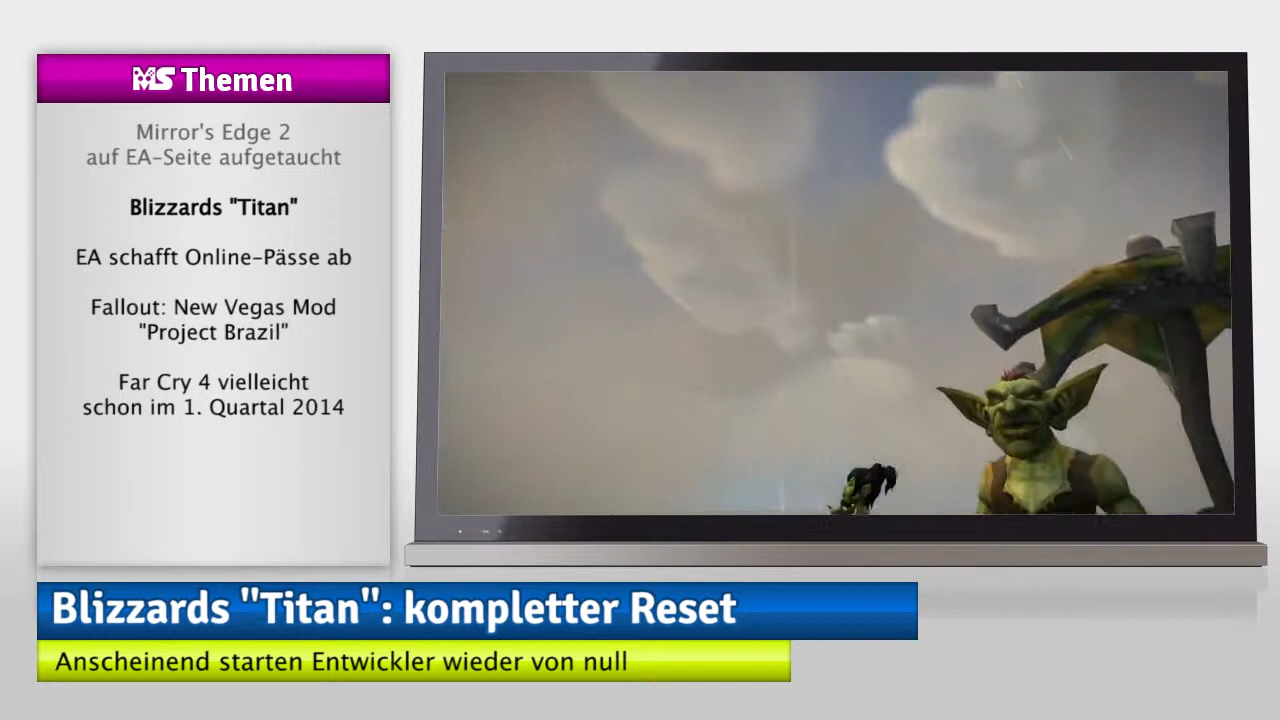 MS Themen
Mirror's Edge 2
auf EA-Seite aufgetaucht
Blizzards "Titan"
EA schafft Online-Pässe ab
Fallout: New Vegas Mod
"Project Brazil"
Far Cry 4 vielleicht
schon im 1. Quartal 2014
Blizzards "Titan": kompletter Reset
Anscheinend starten Entwickler wieder von null